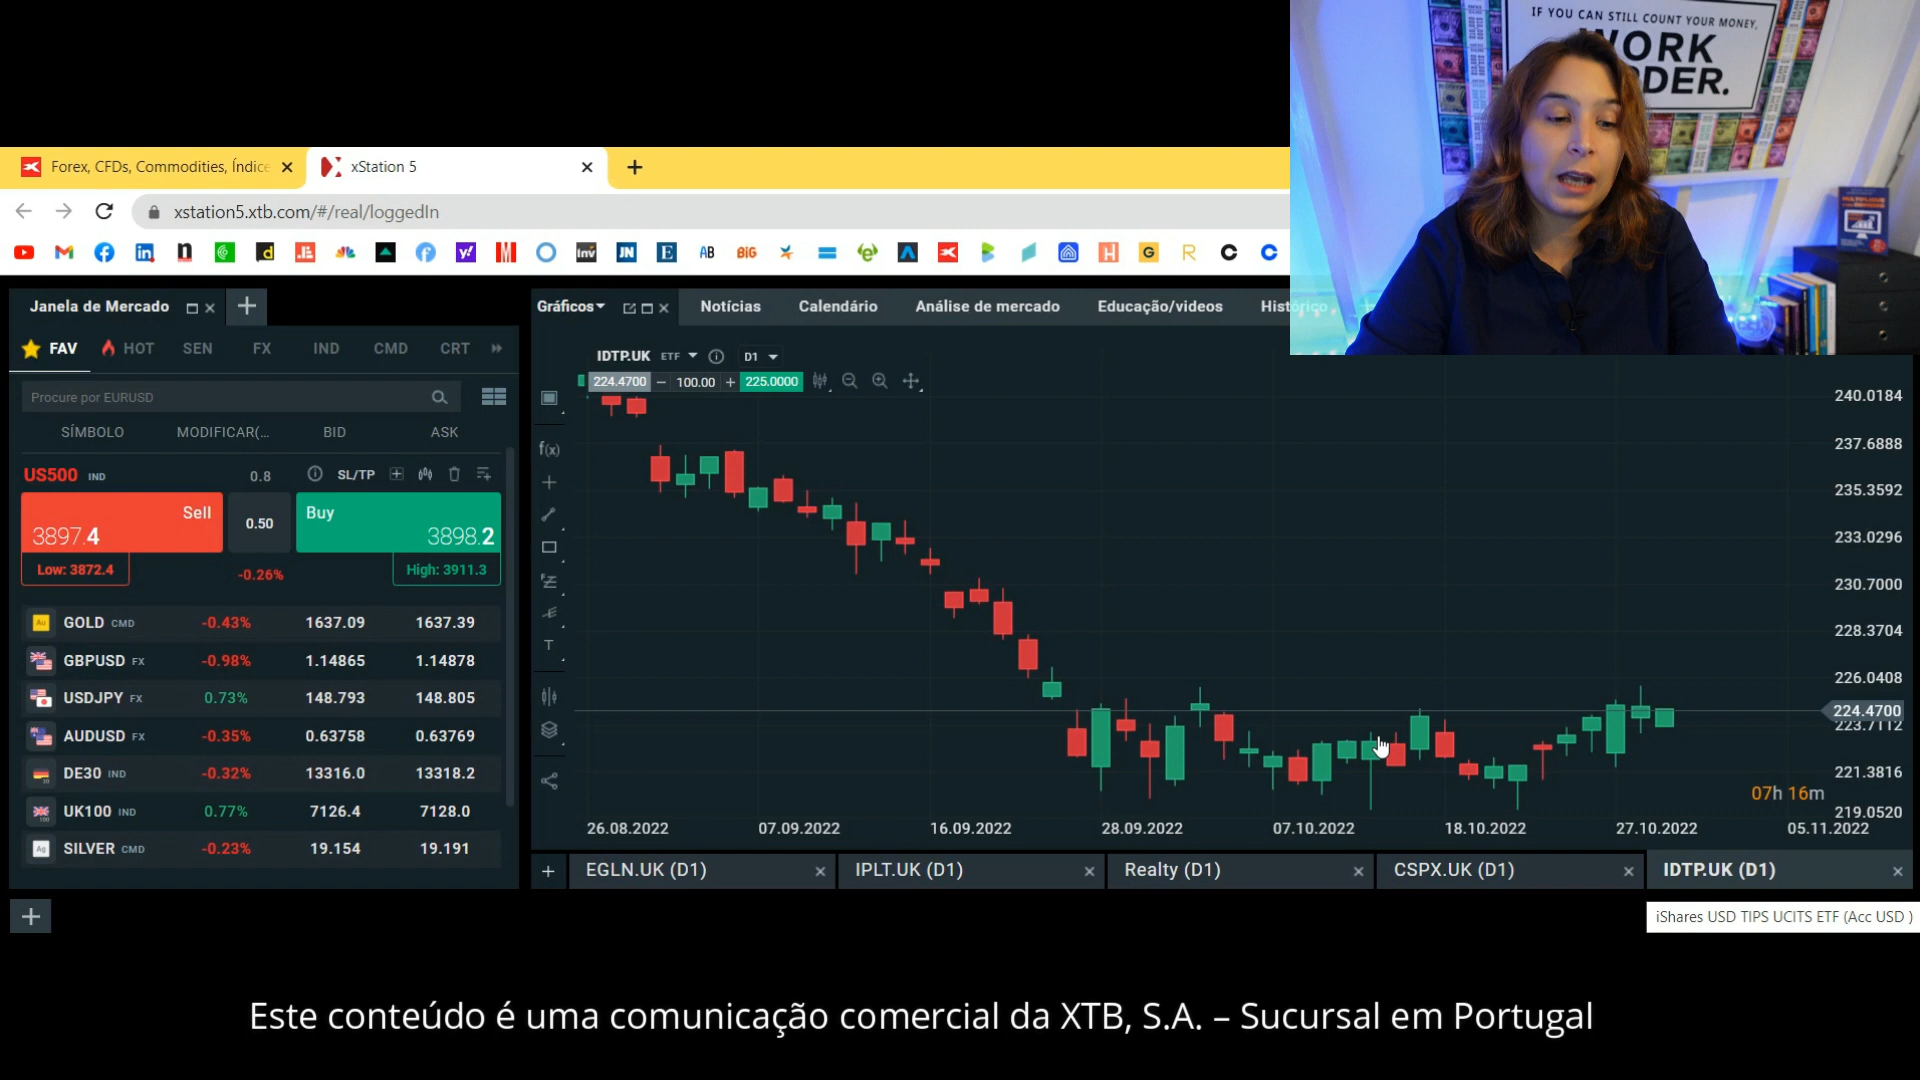 IF YOU CAN STILL COUNT YOUR MONEY,
WORK
DER.
Forex, CFDs, Commodities, Índice
xStation 5
xstation5.xtb.com/#/real/loggedIn
Inv
JN
E
AB
BiG
H
G
R
Janela de Mercado
FAV HOT SEN FX IND CMD CRT
Procure por EURUSD
SÍMBOLO MODIFICAR(... BID ASK
US500 IND 0.8 SL/TP
Sell
3897.4
0.50
Buy
3898.2
Low: 3872.4
-0.26%
High: 3911.3
GOLD CMD -0.43% 1637.09 1637.39
GBPUSD FX -0.98% 1.14865 1.14878
USDJPY FX 0.73% 148.793 148.805
AUDUSD FX -0.35% 0.63758 0.63769
DE30 IND -0.32% 13316.0 13318.2
UK100 IND 0.77% 7126.4 7128.0
SILVER CMD -0.23% 19.154 19.191
Gráficos Notícias Calendário Análise de mercado Educação/videos Histórico
IDTP.UK ETF D1
224.4700 100.00 225.0000
f(x)
T
240.0184
237.6888
235.3592
233.0296
230.7000
228.3704
226.0408
224.4700
223.7112
221.3816
07h 16m
219.0520
26.08.2022 07.09.2022 16.09.2022 28.09.2022 07.10.2022 18.10.2022 27.10.2022 05.11.2022
EGLN.UK (D1) IPLT.UK (D1) Realty (D1) CSPX.UK (D1) IDTP.UK (D1)
iShares USD TIPS UCITS ETF (Acc USD )
Este conteúdo é uma comunicação comercial da XTB, S.A. – Sucursal em Portugal